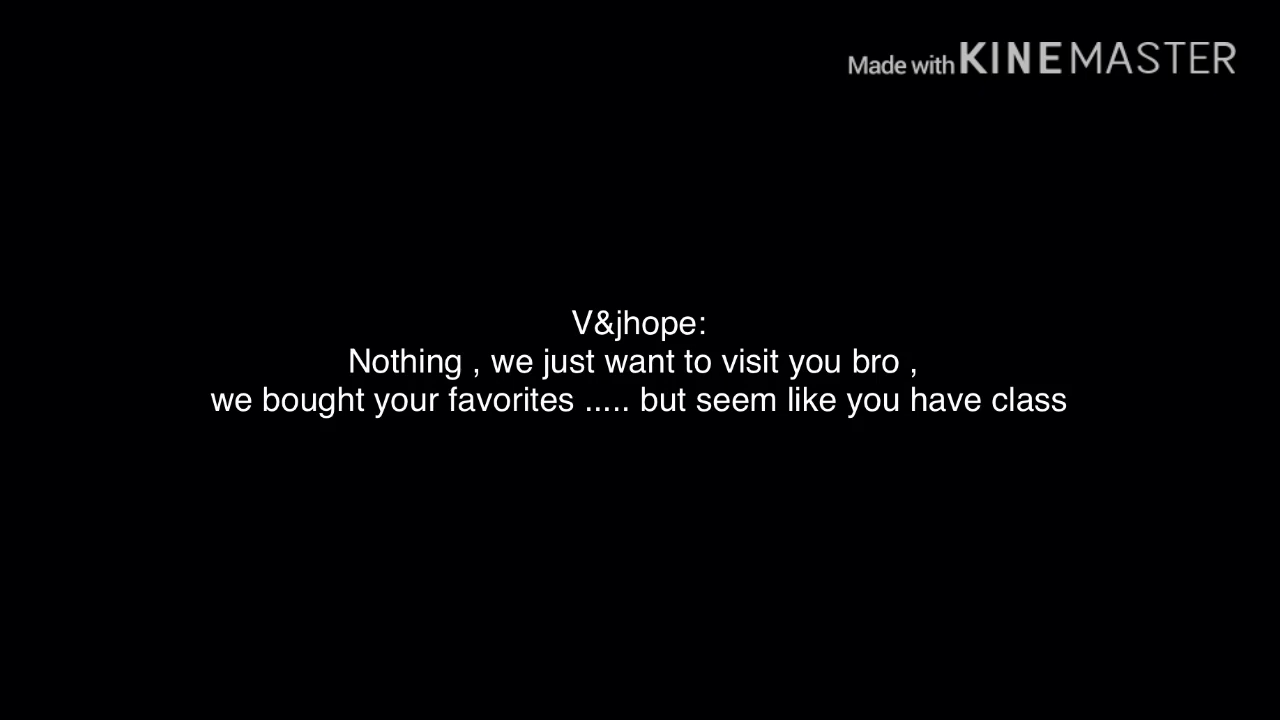 Made with KINEMASTER
V&jhope:
Nothing , we just want to visit you bro ,
we bought your favorites ..... but seem like you have class